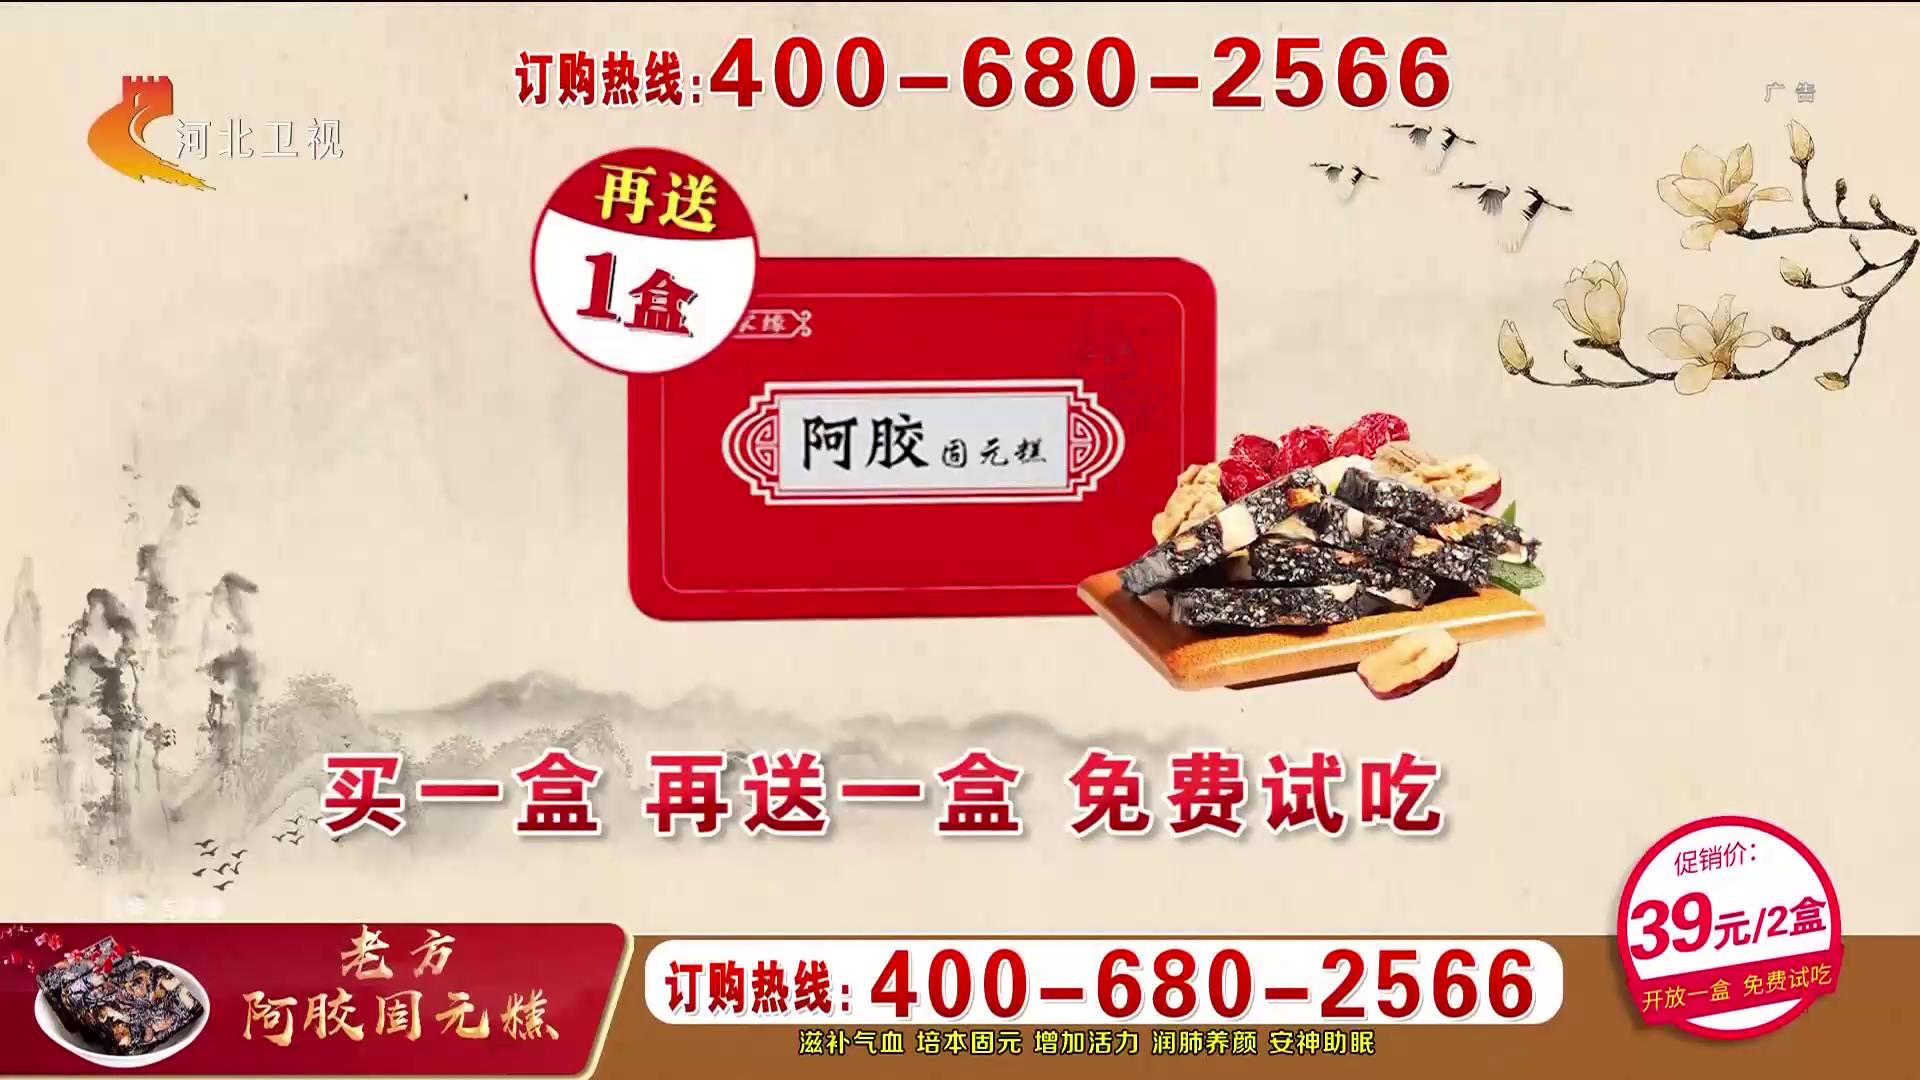 订购热线:400-680-2566
河北卫视
广告
再送
1盒
家缘
阿胶固元糕
买一盒 再送一盒 免费试吃
促销价:
39元/2盒
开放一盒 免费试吃
老方
阿胶固元糕
订购热线:400-680-2566
滋补气血 培本固元 增加活力 润肺养颜 安神助眠